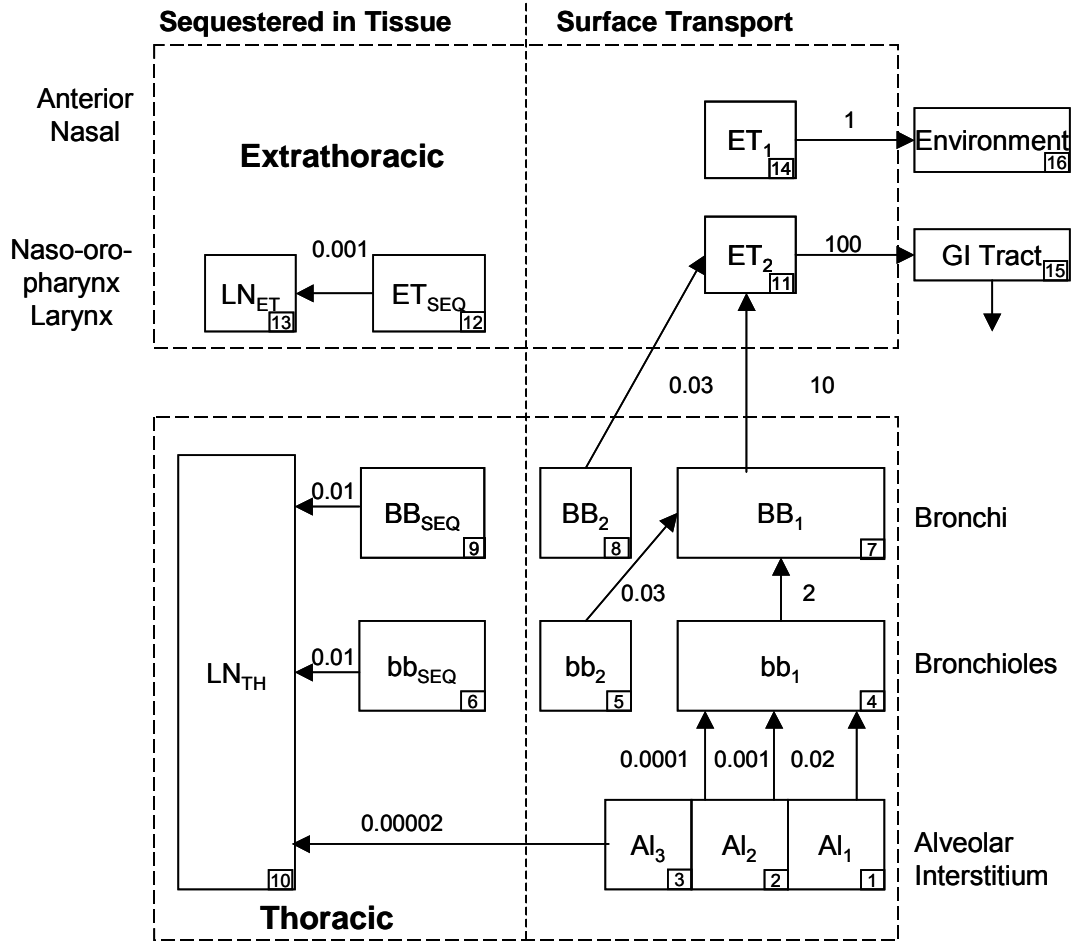 Sequestered in Tissue
Surface Transport
Anterior
Nasal
Extrathoracic
ET1
14
1
Environment
16
Naso-oro-
pharynx
Larynx
LNET
13
0.001
ETSEQ
12
ET2
11
100
GI Tract
15
0.03
10
LNTH
10
0.01
BBSEQ
9
BB2
8
BB1
7
Bronchi
0.03
2
0.01
bbSEQ
6
bb2
5
bb1
4
Bronchioles
0.0001
0.001
0.02
0.00002
AI3
3
AI2
2
AI1
1
Alveolar
Interstitium
Thoracic